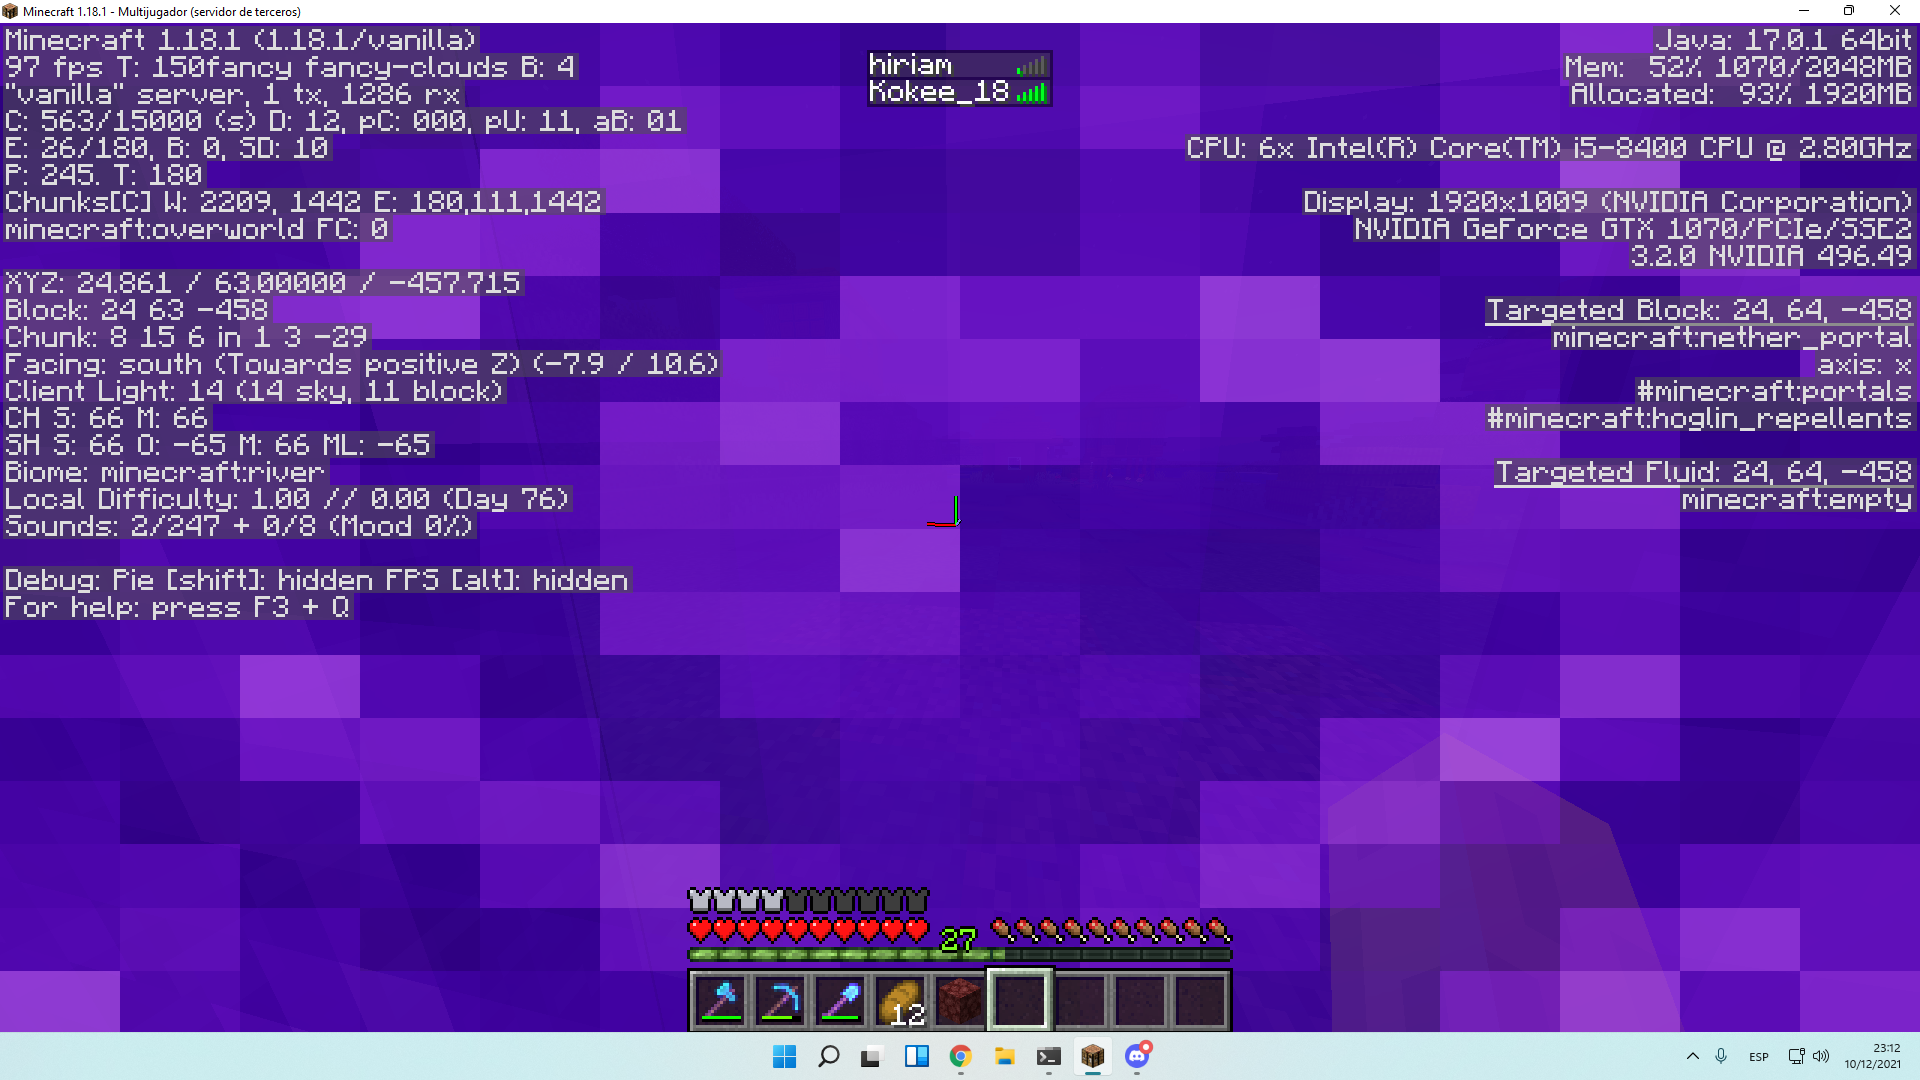 Minecraft 1.18.1 - Multijugador (servidor de terceros)
Minecraft 1.18.1 (1.18.1/vanilla)
97 fps T: 150fancy fancy-clouds B: 4
"vanilla" server, 1 tx, 1286 rx
C: 563/15000 (s) D: 12, pC: 000, pU: 11, aB: 01
E: 26/180, B: 0, SD: 10
P: 245. T: 180
Chunks[C] W: 2209, 1442 E: 180,111,1442
minecraft:overworld FC: 0
XYZ: 24.861 / 63.00000 / -457.715
Block: 24 63 -458
Chunk: 8 15 6 in 1 3 -29
Facing: south (Towards positive Z) (-7.9 / 10.6)
Client Light: 14 (14 sky, 11 block)
CH S: 66 M: 66
SH S: 66 O: -65 M: 66 ML: -65
Biome: minecraft:river
Local Difficulty: 1.00 // 0.00 (Day 76)
Sounds: 2/247 + 0/8 (Mood 0%)
Debug: Pie [shift]: hidden FPS [alt]: hidden
For help: press F3 + Q
hiriam
Kokee_18
Java: 17.0.1 64bit
Mem: 52% 1070/2048MB
Allocated: 93% 1920MB
CPU: 6x Intel(R) Core(TM) i5-8400 CPU @ 2.80GHz
Display: 1920x1009 (NVIDIA Corporation)
NVIDIA GeForce GTX 1070/PCIe/SSE2
3.2.0 NVIDIA 496.49
Targeted Block: 24, 64, -458
minecraft:nether_portal
axis: x
#minecraft:portals
#minecraft:hoglin_repellents
Targeted Fluid: 24, 64, -458
minecraft:empty
27
12
ESP
23:12
10/12/2021